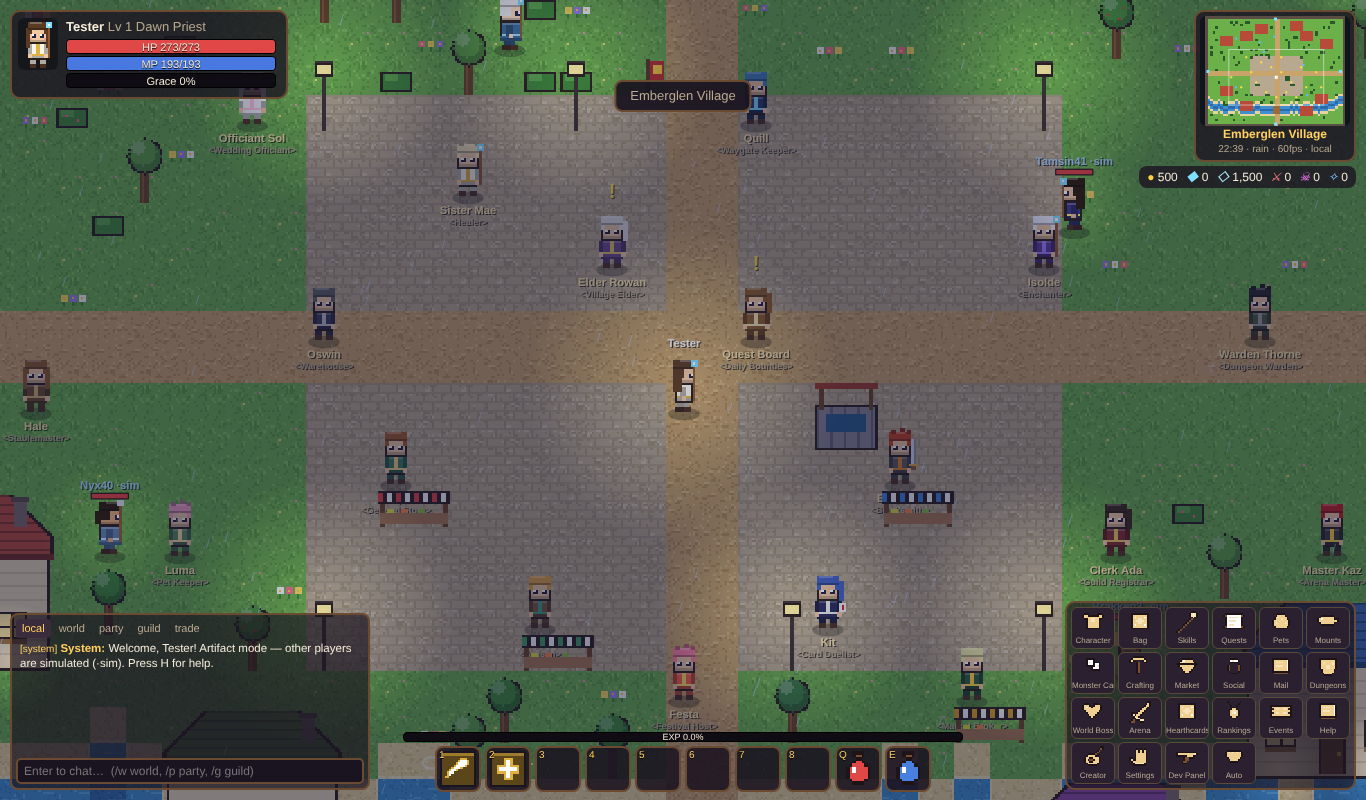 Tester Lv 1 Dawn Priest
HP 273/273
MP 193/193
Grace 0%
Emberglen Village
Emberglen Village
22:39 · rain · 60fps · local
500 0 1,500 0 0 0
Officiant Sol
<Wedding Officiant>
Quill
<Waygate Keeper>
Tamsin41 ·sim
Sister Mae
<Healer>
!
Elder Rowan
<Village Elder>
!
Isolde
<Enchanter>
Oswin
<Warehouse>
Tester
Quest Board
<Daily Bounties>
Warden Thorne
<Dungeon Warden>
Hale
<Stablemaster>
Nyx40 ·sim
Luma
<Pet Keeper>
Clerk Ada
<Guild Registrar>
Master Kaz
<Arena Master>
Kit
<Card Duelist>
Festa
<Festival Host>
local world party guild trade
[system] System: Welcome, Tester! Artifact mode — other players
are simulated (·sim). Press H for help.
Enter to chat… (/w world, /p party, /g guild)
EXP 0.0%
1 2 3 4 5 6 7 8 Q E
Character Bag Skills Quests Pets Mounts
Monster Ca Crafting Market Social Mail Dungeons
World Boss Arena Hearthcards Rankings Events Help
Creator Settings Dev Panel Auto